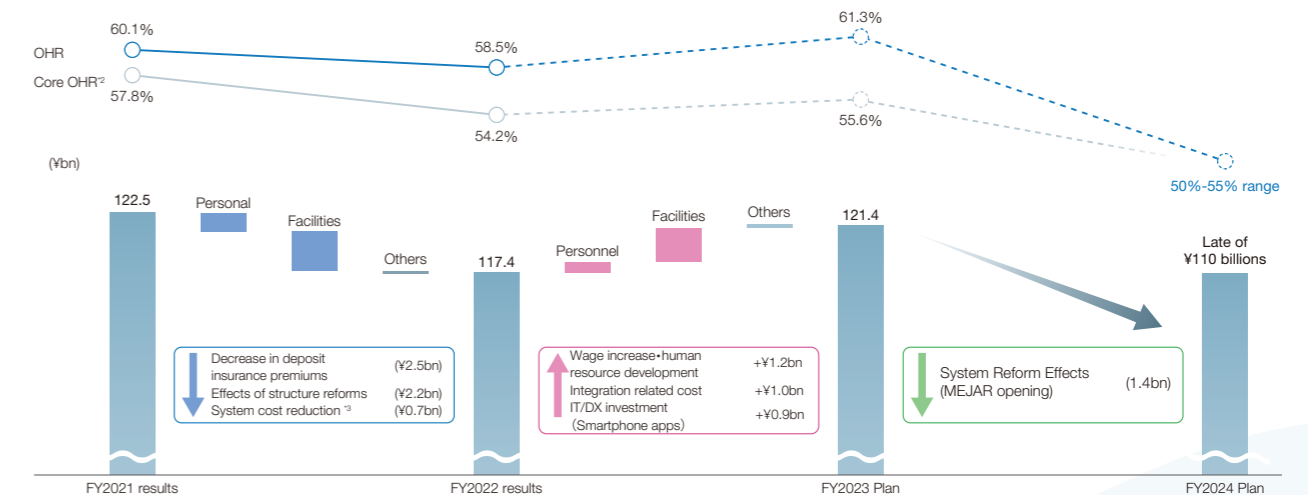 60.1%
61.3%
58.5%
OHR
Core OHR*2
57.8%
54.2%
55.6%
(¥bn)
50%-55% range
122.5
Personal
Facilities
Others
117.4
Personnel
Facilities
Others
121.4
Late of
¥110 billions
Decrease in deposit
insurance premiums (¥2.5bn)
Effects of structure reforms (¥2.2bn)
System cost reduction *3 (¥0.7bn)
Wage increase•human
resource development +¥1.2bn
Integration related cost +¥1.0bn
IT/DX investment
(Smartphone apps) +¥0.9bn
System Reform Effects
(MEJAR opening) (1.4bn)
FY2021 results
FY2022 results
FY2023 Plan
FY2024 Plan